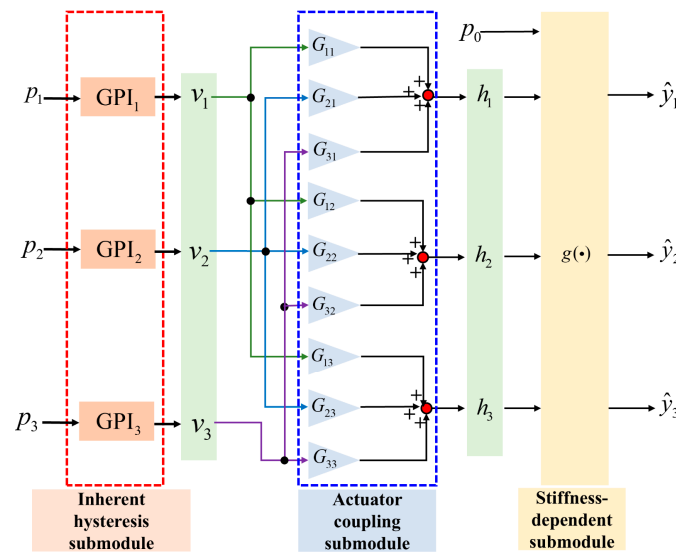 p₀
G₁₁
p₁ GPI₁ v₁ G₂₁ + + + h₁ ŷ₁
G₃₁
G₁₂
p₂ GPI₂ v₂ G₂₂ + + + h₂ g(•) ŷ₂
G₃₂
G₁₃
p₃ GPI₃ v₃ G₂₃ + + + h₃ ŷ₃
G₃₃
Inherent
hysteresis
submodule
Actuator
coupling
submodule
Stiffness-
dependent
submodule